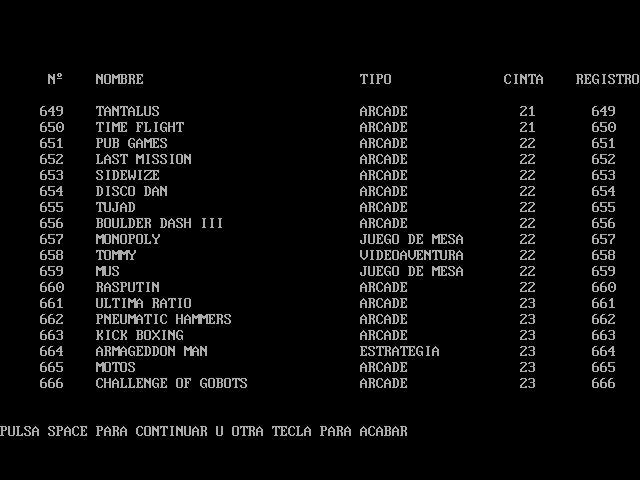 Nº NOMBRE TIPO CINTA REGISTRO
649 TANTALUS ARCADE 21 649
650 TIME FLIGHT ARCADE 21 650
651 PUB GAMES ARCADE 22 651
652 LAST MISSION ARCADE 22 652
653 SIDEWIZE ARCADE 22 653
654 DISCO DAN ARCADE 22 654
655 TUJAD ARCADE 22 655
656 BOULDER DASH III ARCADE 22 656
657 MONOPOLY JUEGO DE MESA 22 657
658 TOMMY VIDEOAVENTURA 22 658
659 MUS JUEGO DE MESA 22 659
660 RASPUTIN ARCADE 22 660
661 ULTIMA RATIO ARCADE 23 661
662 PNEUMATIC HAMMERS ARCADE 23 662
663 KICK BOXING ARCADE 23 663
664 ARMAGEDDON MAN ESTRATEGIA 23 664
665 MOTOS ARCADE 23 665
666 CHALLENGE OF GOBOTS ARCADE 23 666
PULSA SPACE PARA CONTINUAR U OTRA TECLA PARA ACABAR